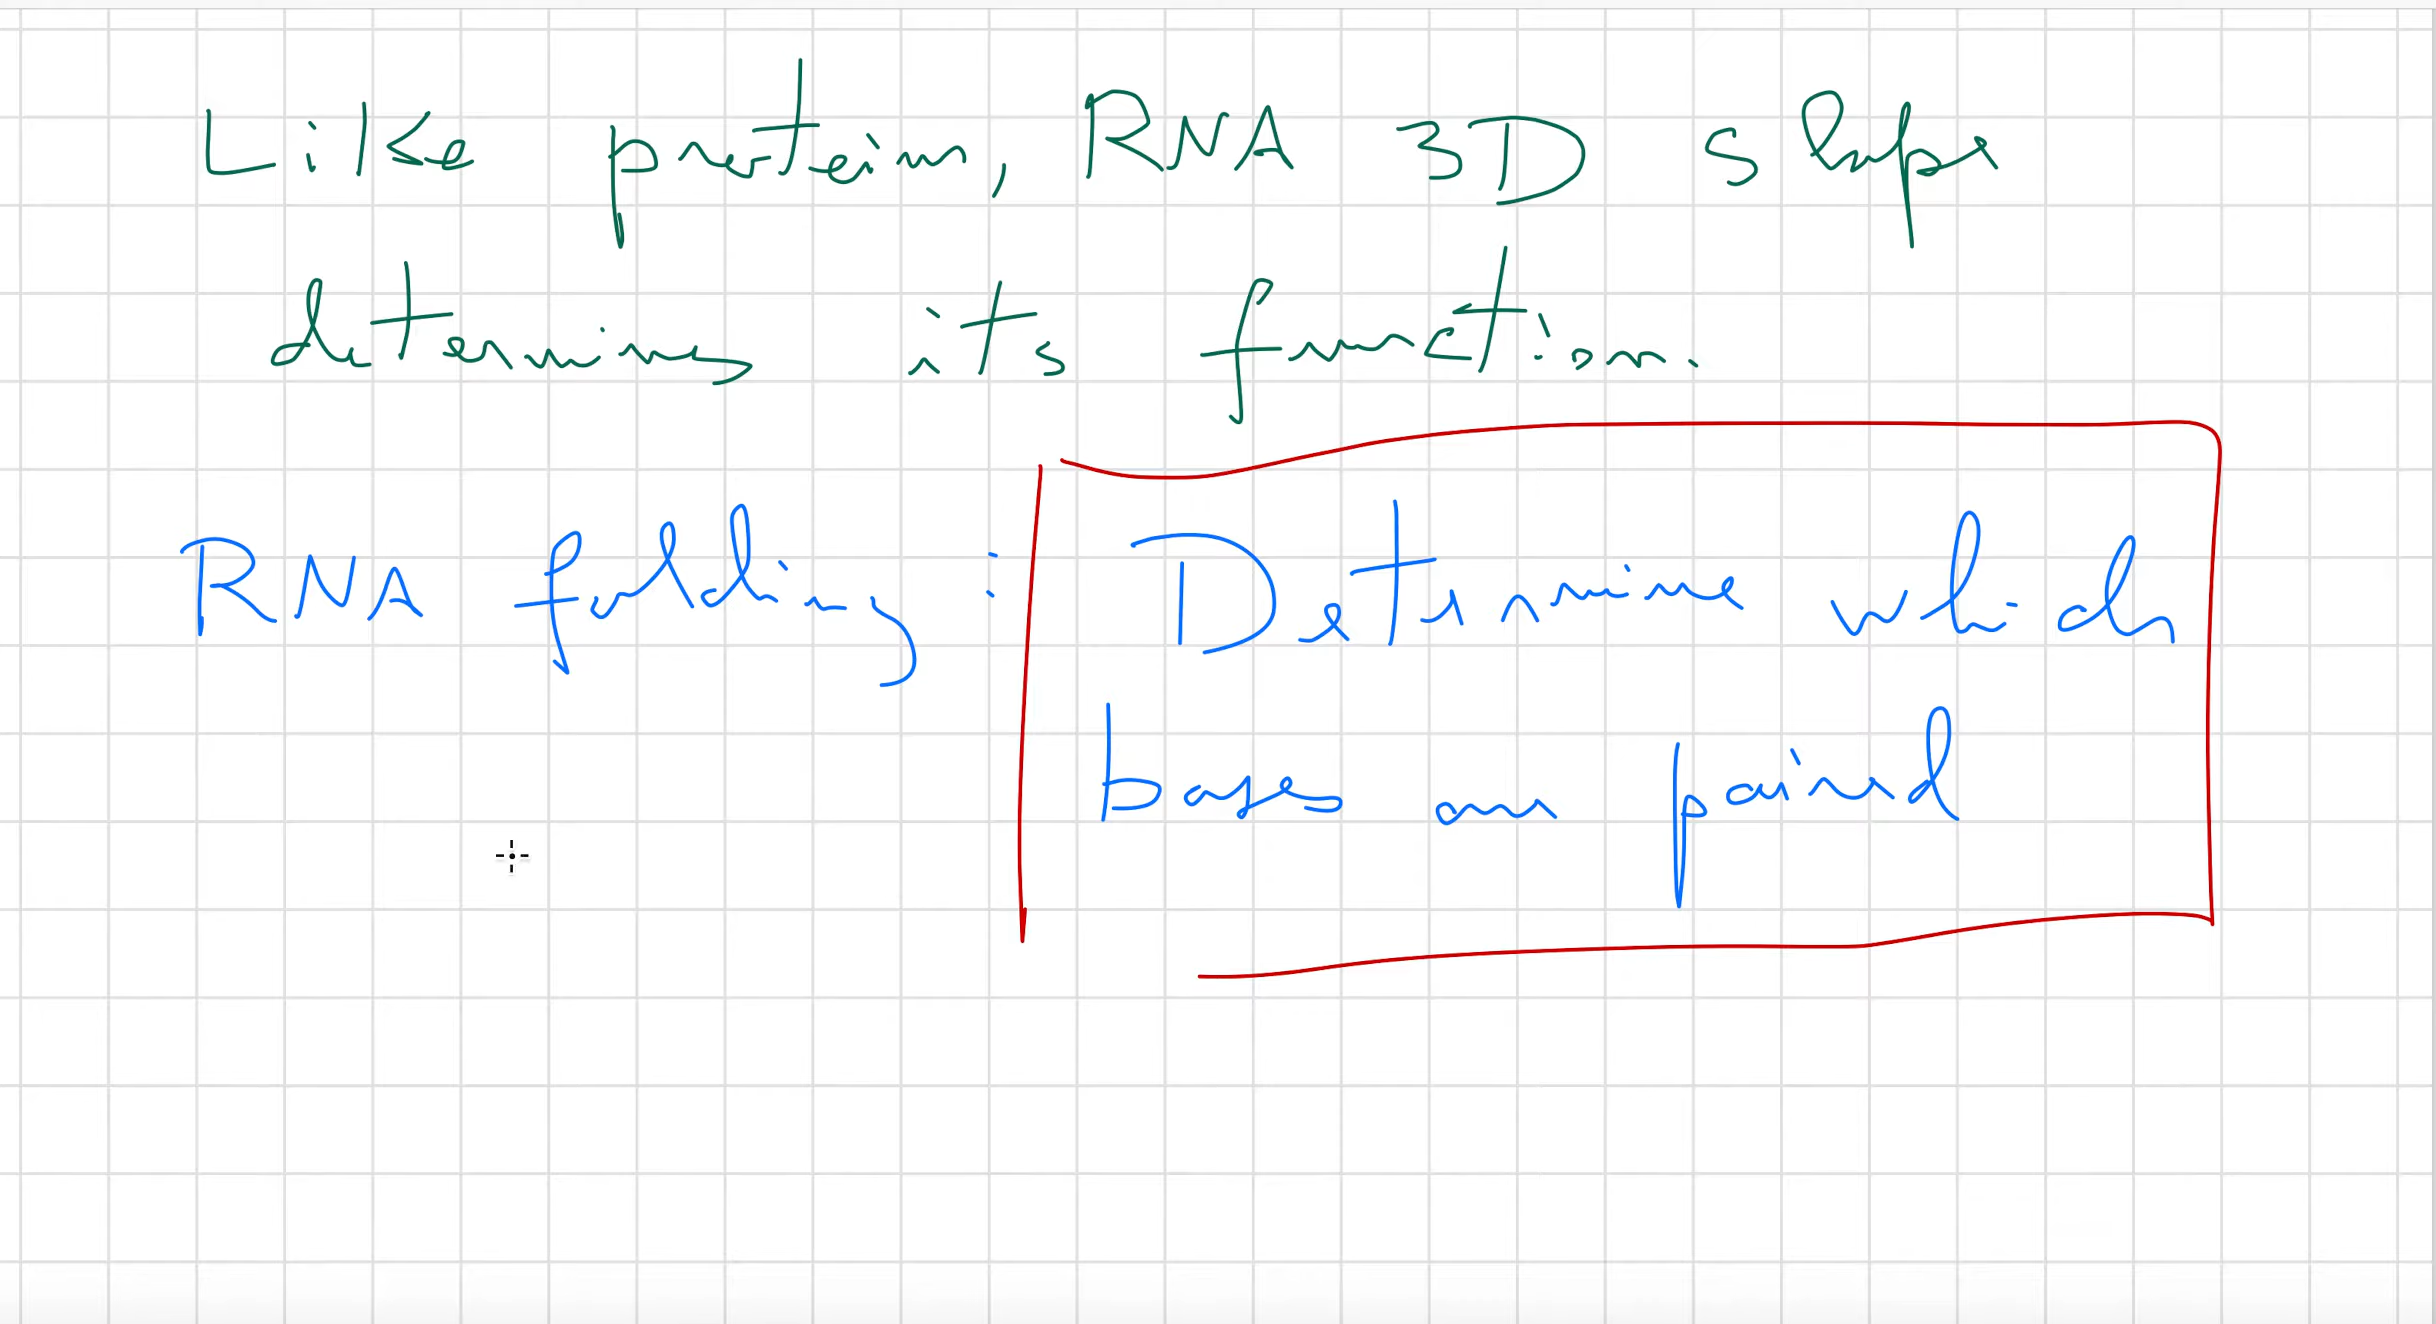 Like protein, RNA 3D shape
determines its function.
RNA folding : Determine which
bases are paired